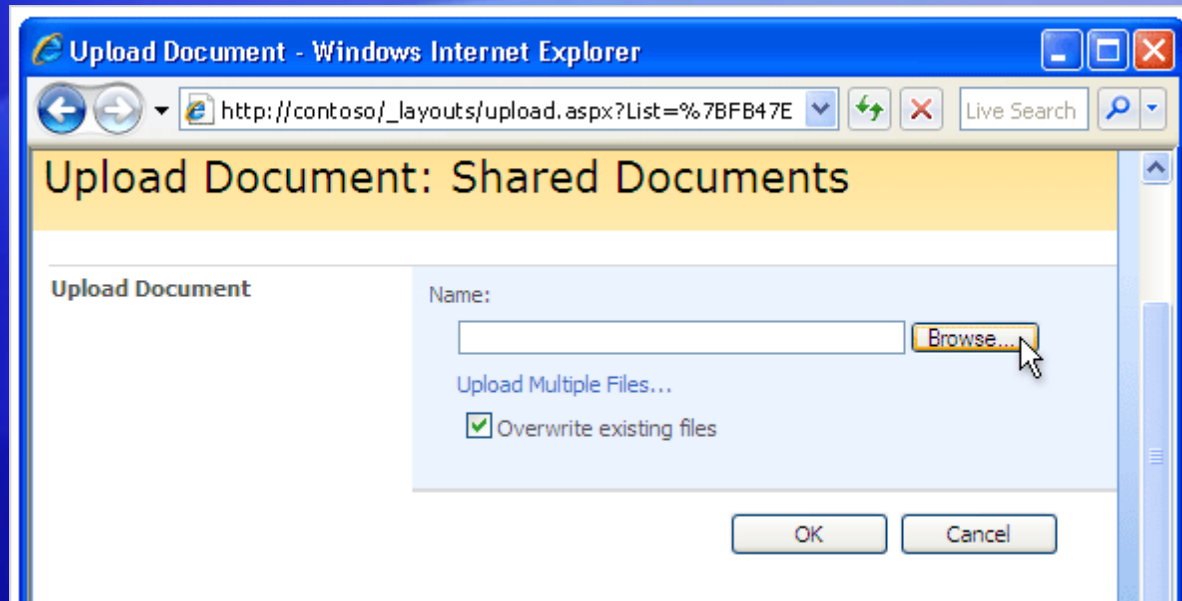 Upload Document - Windows Internet Explorer
http://contoso/_layouts/upload.aspx?List=%7BFB47E
Live Search
Upload Document: Shared Documents
Upload Document
Name:
Browse...
Upload Multiple Files...
Overwrite existing files
OK Cancel